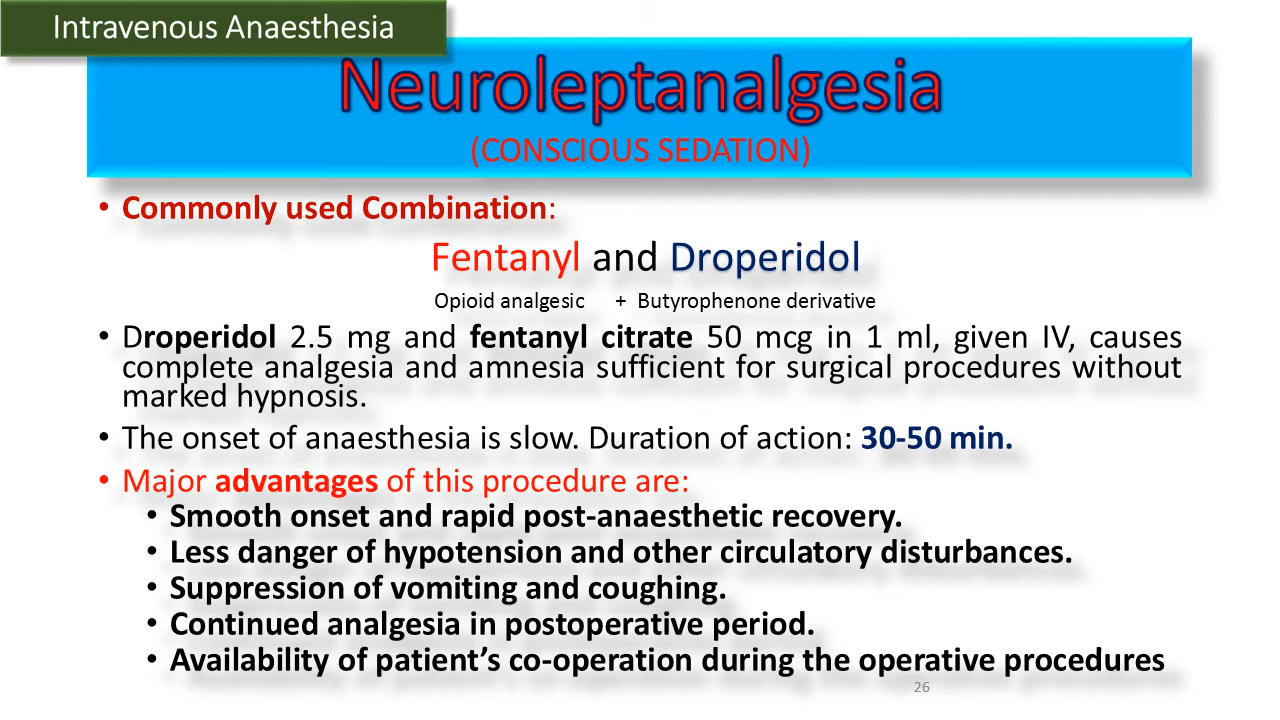 Intravenous Anaesthesia
Neuroleptanalgesia
(CONSCIOUS SEDATION)
• Commonly used Combination:
Fentanyl and Droperidol
Opioid analgesic + Butyrophenone derivative
• Droperidol 2.5 mg and fentanyl citrate 50 mcg in 1 ml, given IV, causes
complete analgesia and amnesia sufficient for surgical procedures without
marked hypnosis.
• The onset of anaesthesia is slow. Duration of action: 30-50 min.
• Major advantages of this procedure are:
• Smooth onset and rapid post-anaesthetic recovery.
• Less danger of hypotension and other circulatory disturbances.
• Suppression of vomiting and coughing.
• Continued analgesia in postoperative period.
• Availability of patient’s co-operation during the operative procedures
26